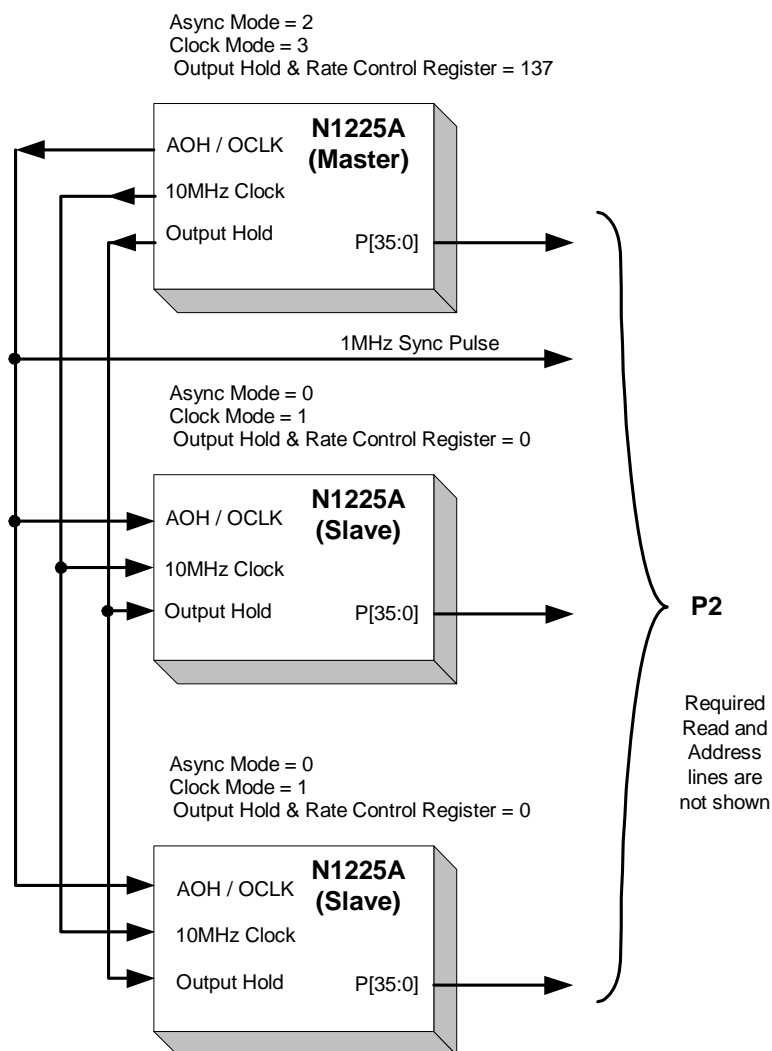 Async Mode = 2
Clock Mode = 3
Output Hold & Rate Control Register = 137
N1225A
(Master)
AOH / OCLK
10MHz Clock
Output Hold
P[35:0]
1MHz Sync Pulse
Async Mode = 0
Clock Mode = 1
Output Hold & Rate Control Register = 0
N1225A
(Slave)
AOH / OCLK
10MHz Clock
Output Hold
P[35:0]
P2
Required
Read and
Address
lines are
not shown
Async Mode = 0
Clock Mode = 1
Output Hold & Rate Control Register = 0
N1225A
(Slave)
AOH / OCLK
10MHz Clock
Output Hold
P[35:0]